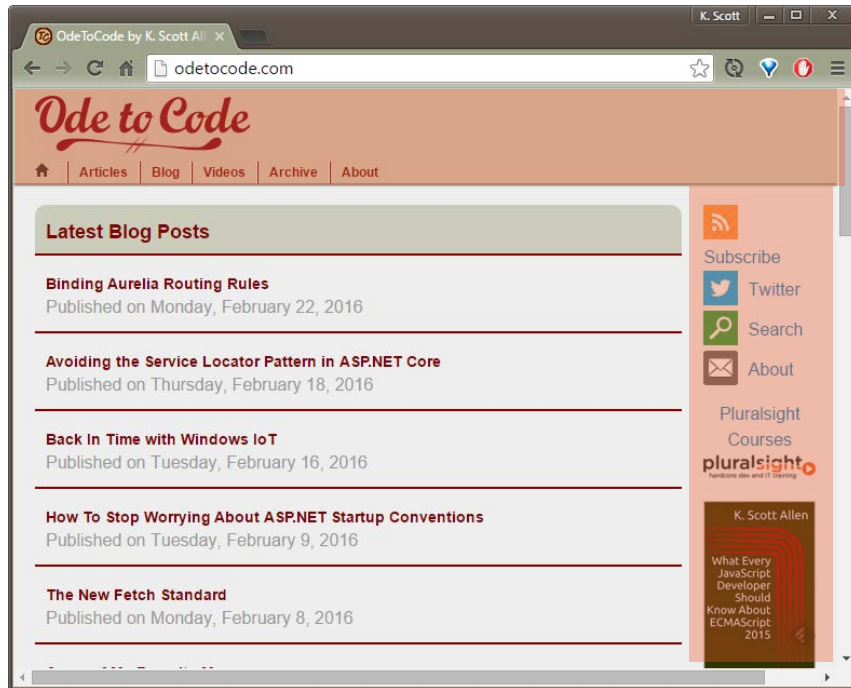 K. Scott
OdeToCode by K. Scott All
odetocode.com
Ode to Code
Articles
Blog
Videos
Archive
About
Latest Blog Posts
Binding Aurelia Routing Rules
Published on Monday, February 22, 2016
Avoiding the Service Locator Pattern in ASP.NET Core
Published on Thursday, February 18, 2016
Back In Time with Windows IoT
Published on Tuesday, February 16, 2016
How To Stop Worrying About ASP.NET Startup Conventions
Published on Tuesday, February 9, 2016
The New Fetch Standard
Published on Monday, February 8, 2016
Subscribe
Twitter
Search
About
Pluralsight
Courses
pluralsight
hardcore dev and IT training
K. Scott Allen
What Every
JavaScript
Developer
Should
Know About
ECMAScript
2015